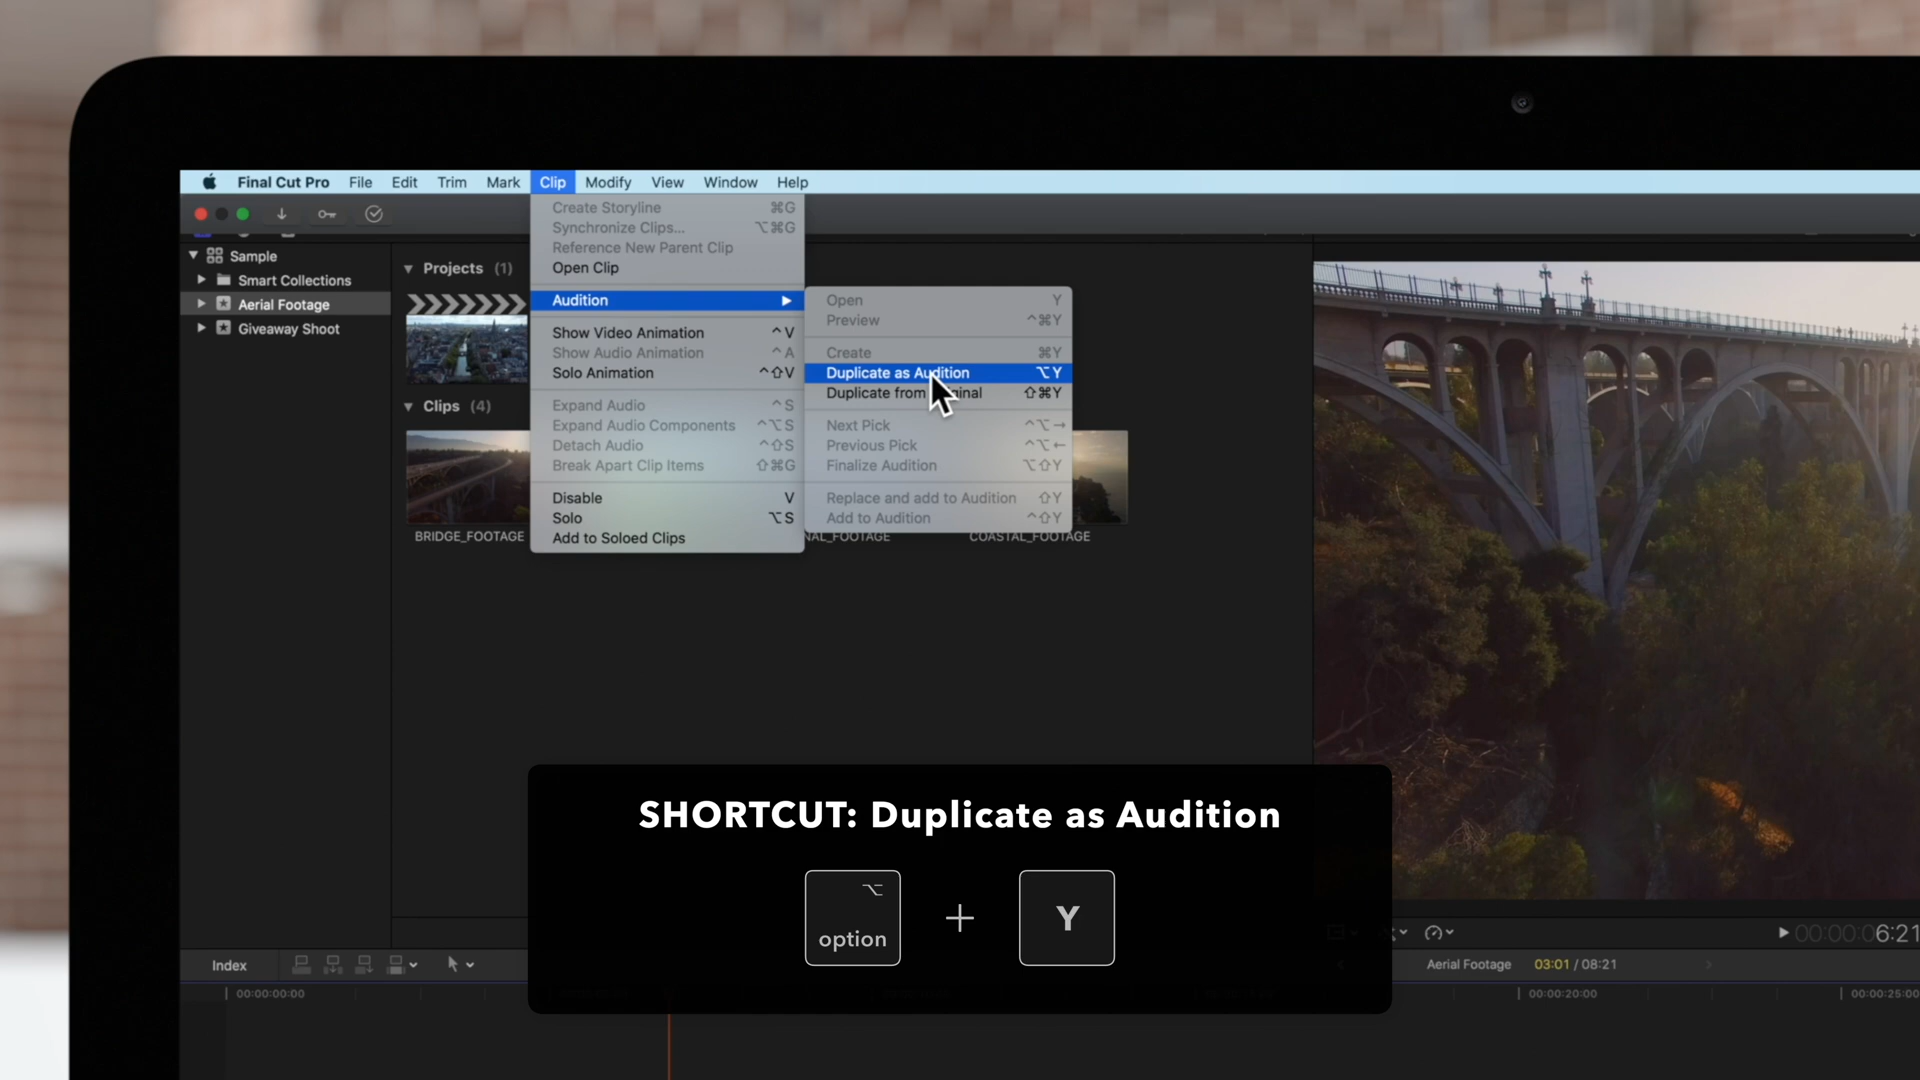 Final Cut Pro File Edit Trim Mark Clip Modify View Window Help
Create Storyline ⌘G
Synchronize Clips... ⌥⌘G
Reference New Parent Clip
Open Clip
Audition
Show Video Animation ^V
Show Audio Animation ^A
Solo Animation ^⇧V
Expand Audio ^S
Expand Audio Components ^⌥S
Detach Audio ^⇧S
Break Apart Clip Items ⇧⌘G
Disable V
Solo ⌥S
Add to Soloed Clips
Open Y
Preview ^⌘Y
Create ⌘Y
Duplicate as Audition ⌥Y
Duplicate from ⇧⌘Y
Next Pick ^⌥→
Previous Pick ^⌥←
Finalize Audition ⌥⇧Y
Replace and add to Audition ⇧Y
Add to Audition ^⇧Y
Sample
Smart Collections
Aerial Footage
Giveaway Shoot
Projects (1)
Clips (4)
BRIDGE_FOOTAGE
COASTAL_FOOTAGE
SHORTCUT: Duplicate as Audition
⌥
option + Y
00:00:06:21
Index
Aerial Footage 03:01 / 08:21
00:00:00:00
00:00:20:00
00:00:25:00